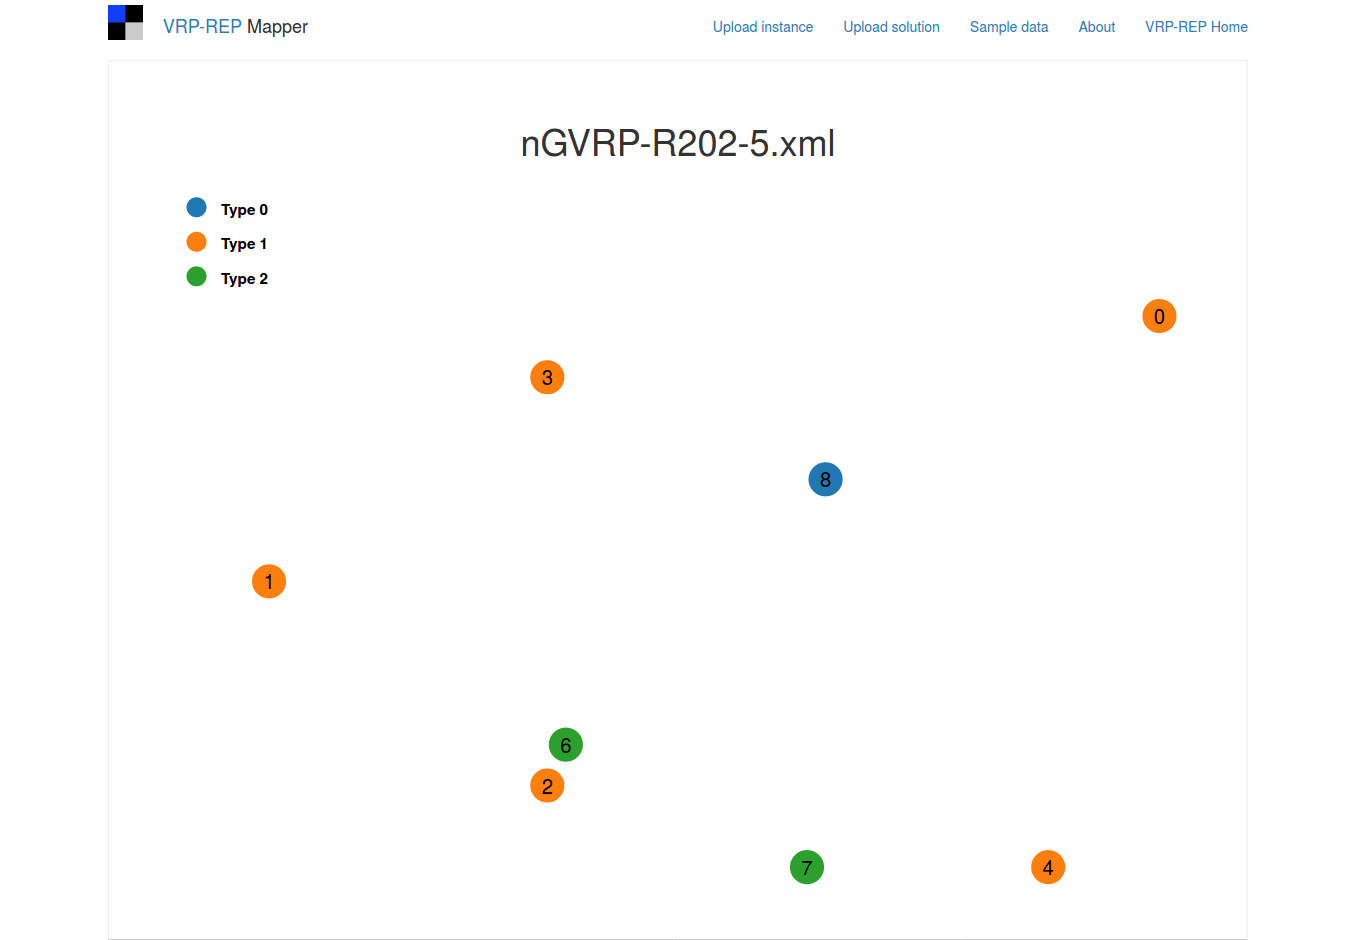 VRP-REP Mapper
Upload instance Upload solution Sample data About VRP-REP Home
nGVRP-R202-5.xml
Type 0
Type 1
Type 2
0
3
8
1
6
2
7
4